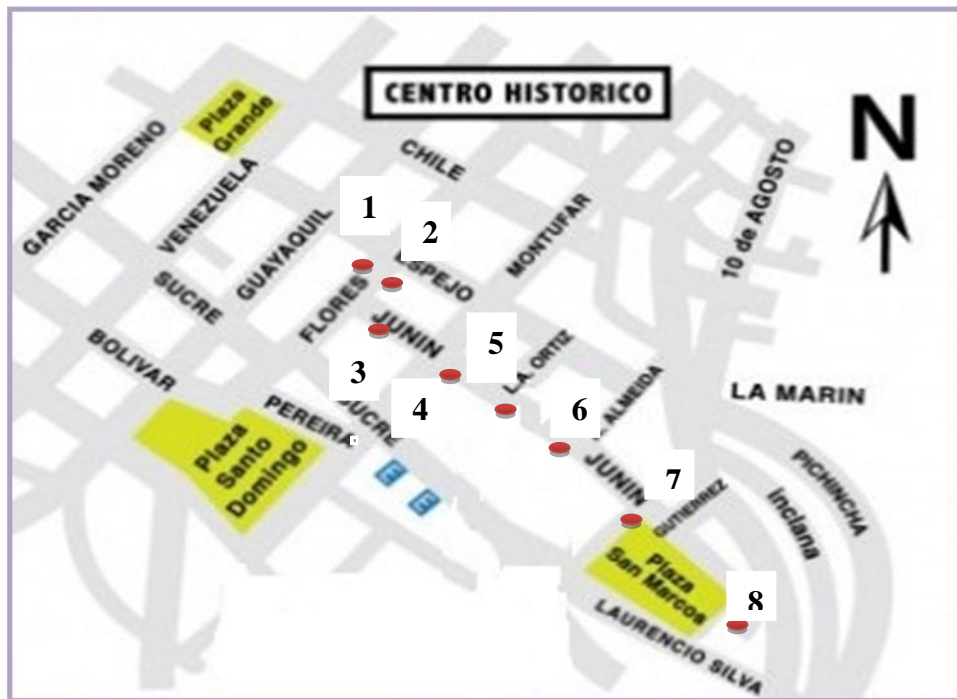 CENTRO HISTORICO
N
Plaza
Grande
GARCIA MORENO
VENEZUELA
CHILE
10 de AGOSTO
GUAYAQUIL
MONTUFAR
1
2
ESPEJO
SUCRE
FLORES
JUNIN
BOLIVAR
3
4
5
L.A. ORTIZ
6
ALMEIDA
LA MARIN
PEREIRA
SUCRE
Plaza
Santo
Domingo
E
E
JUNIN
7
GUTIERREZ
PICHINCHA
inclana
Plaza
San Marcos
8
LAURENCIO SILVA